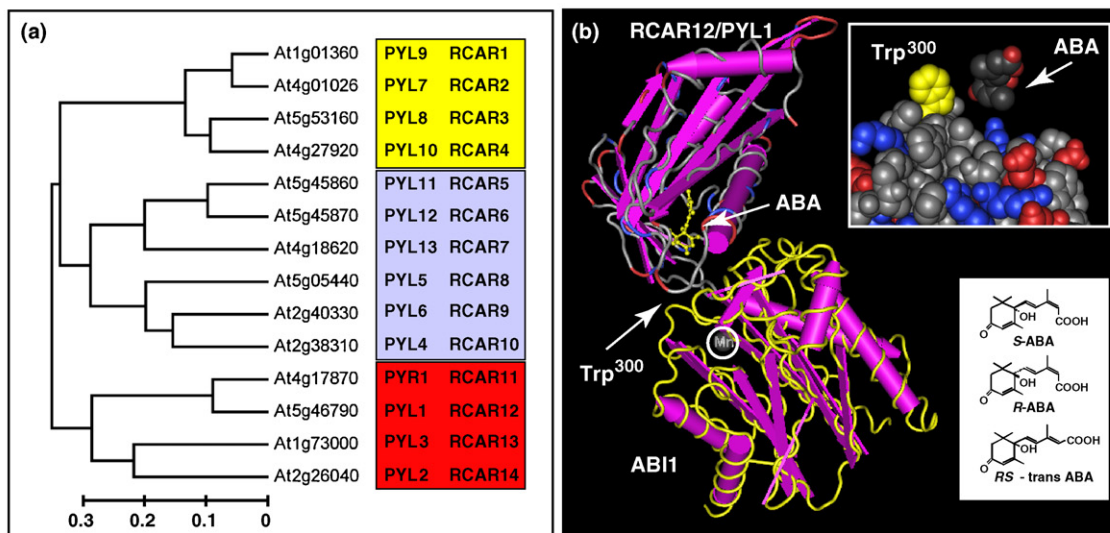 (a)
At1g01360 PYL9 RCAR1
At4g01026 PYL7 RCAR2
At5g53160 PYL8 RCAR3
At4g27920 PYL10 RCAR4
At5g45860 PYL11 RCAR5
At5g45870 PYL12 RCAR6
At4g18620 PYL13 RCAR7
At5g05440 PYL5 RCAR8
At2g40330 PYL6 RCAR9
At2g38310 PYL4 RCAR10
At4g17870 PYR1 RCAR11
At5g46790 PYL1 RCAR12
At1g73000 PYL3 RCAR13
At2g26040 PYL2 RCAR14
0.3 0.2 0.1 0
(b)
RCAR12/PYL1
Trp300
ABA
ABA
Trp300
Mn
ABI1
OH
O
COOH
S-ABA
OH
O
COOH
R-ABA
COOH
OH
O
RS - trans ABA